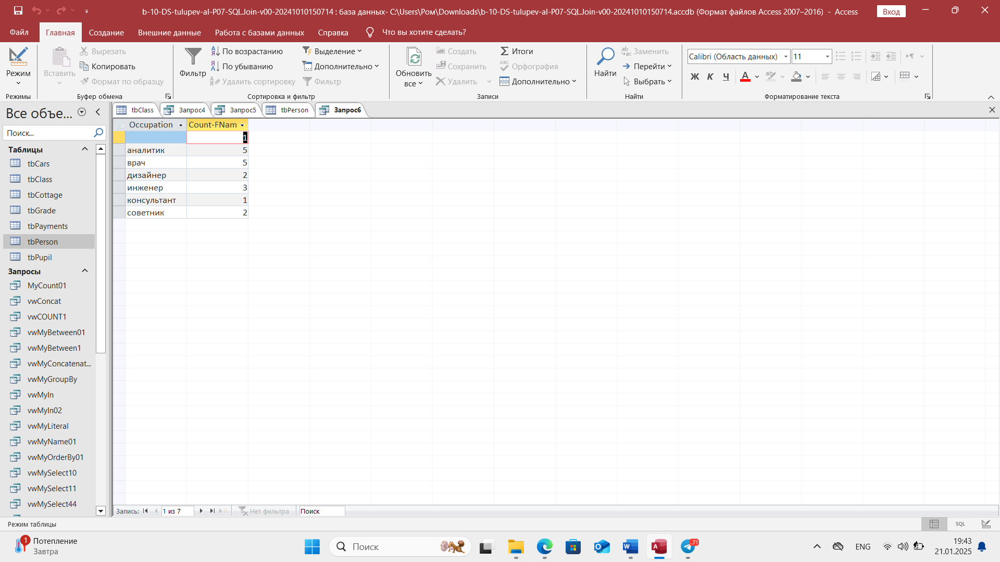 b-10-DS-tulupev-al-P07-SQLJoin-v00-20241010150714 : база данных- C:\Users\Ром\Downloads\b-10-DS-tulupev-al-P07-SQLJoin-v00-20241010150714.accdb (Формат файлов Access 2007–2016) - Access
Вход
Файл
Главная
Создание
Внешние данные
Работа с базами данных
Справка
Что вы хотите сделать?
Режим
Режимы
Вставить
Вырезать
Копировать
Формат по образцу
Буфер обмена
Фильтр
По возрастанию
По убыванию
Удалить сортировку
Выделение
Дополнительно
Фильтр
Сортировка и фильтр
Обновить
все
Создать
Сохранить
Удалить
Итоги
Орфография
Дополнительно
Записи
Найти
Заменить
Перейти
Выбрать
Найти
Calibri (Область данных)
11
Ж К Ч А
Форматирование текста
Все объе...
Поиск...
Таблицы
tbCars
tbClass
tbCottage
tbGrade
tbPayments
tbPerson
tbPupil
Запросы
MyCount01
vwConcat
vwCOUNT1
vwMyBetween01
vwMyBetween1
vwMyConcatenat...
vwMyGroupBy
vwMyIn
vwMyIn02
vwMyLiteral
vwMyName01
vwMyOrderBy01
vwMySelect10
vwMySelect11
vwMySelect44
tbClass
Запрос4
Запрос5
tbPerson
Запрос6
Occupation Count-FNam
1
аналитик 5
врач 5
дизайнер 2
инженер 3
консультант 1
советник 2
Запись: 1 из 7 Нет фильтра Поиск
Режим таблицы
SQL
1
Потепление
Завтра
Поиск
..71
ENG
19:43
21.01.2025